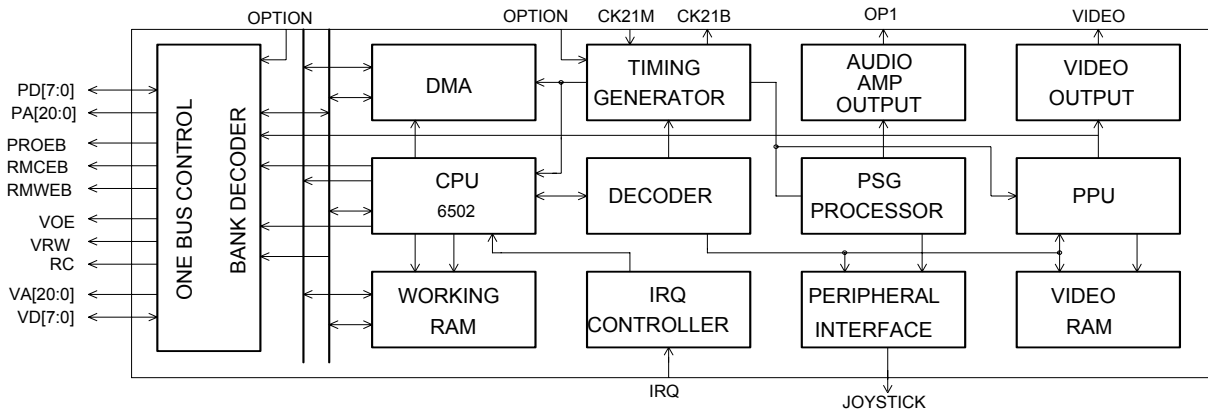 OPTION
OPTION
CK21M
CK21B
OP1
VIDEO
PD[7:0]
PA[20:0]
PROEB
RMCEB
RMWEB
VOE
VRW
RC
VA[20:0]
VD[7:0]
ONE BUS CONTROL
BANK DECODER
DMA
TIMING
GENERATOR
AUDIO
AMP
OUTPUT
VIDEO
OUTPUT
CPU
6502
DECODER
PSG
PROCESSOR
PPU
WORKING
RAM
IRQ
CONTROLLER
PERIPHERAL
INTERFACE
VIDEO
RAM
IRQ
JOYSTICK